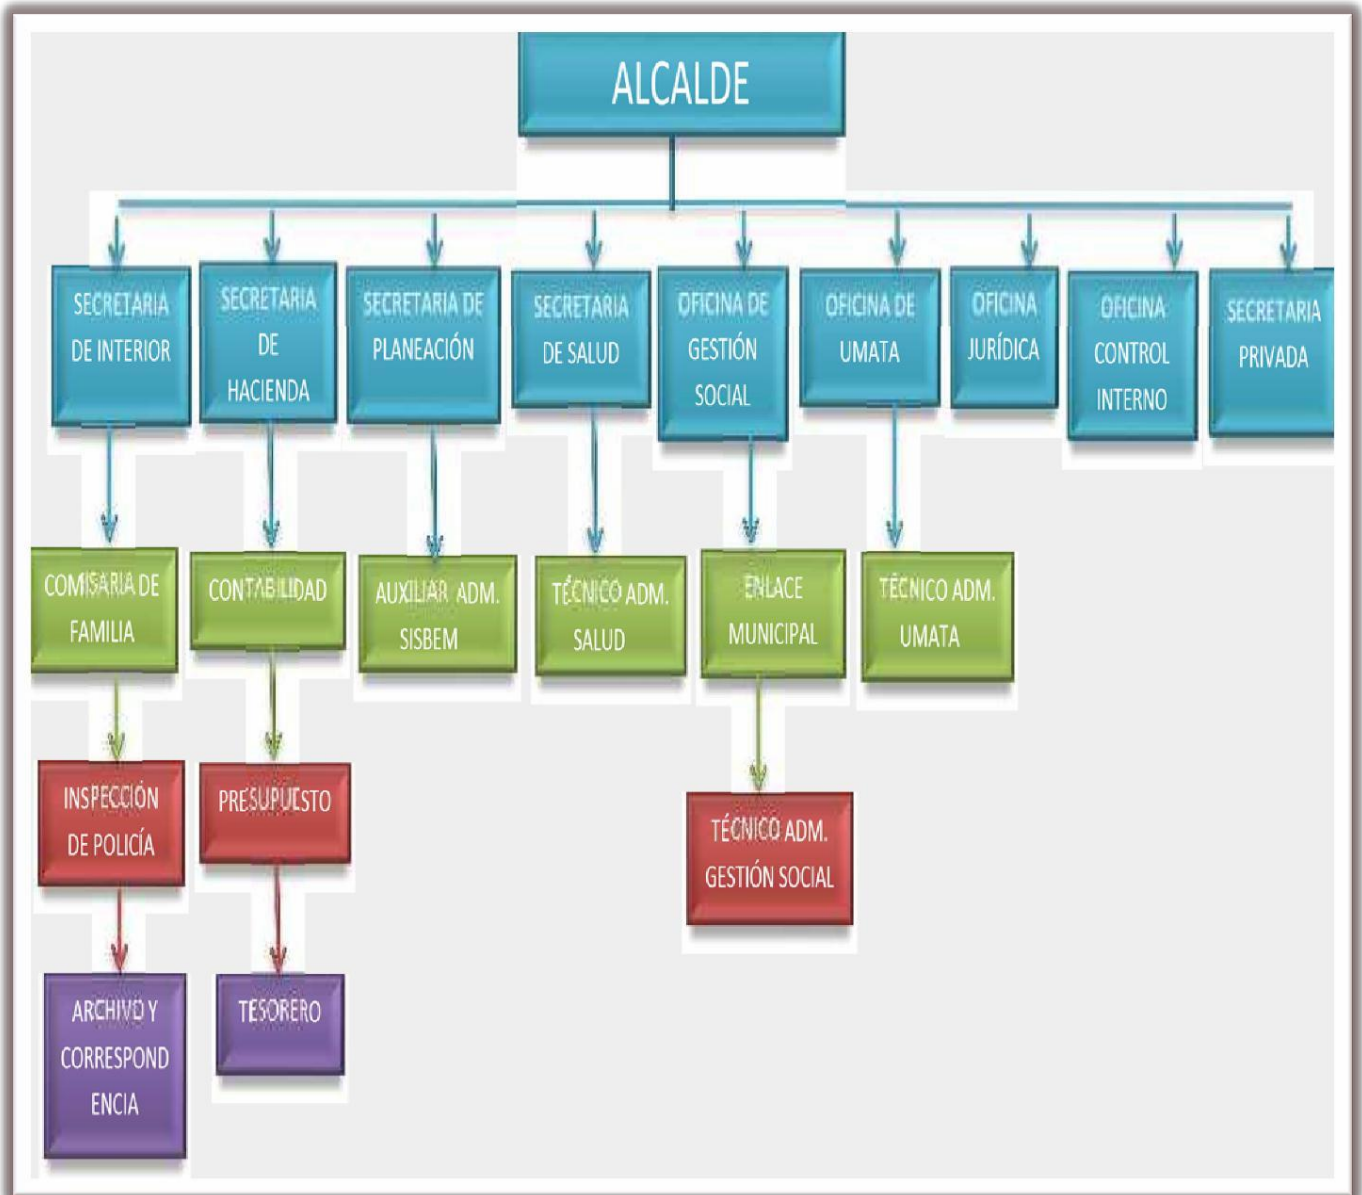 ALCALDE
SECRETARIA
DE INTERIOR
SECRETARIA
DE
HACIENDA
SECRETARIA DE
PLANEACIÓN
SECRETARIA
DE SALUD
OFICINA DE
GESTIÓN
SOCIAL
OFICINA DE
UMATA
OFICINA
JURÍDICA
OFICINA
CONTROL
INTERNO
SECRETARIA
PRIVADA
COMISARIA DE
FAMILIA
CONTABILIDAD
AUXILIAR ADM.
SISBEM
TÉCNICO ADM.
SALUD
ENLACE
MUNICIPAL
TÉCNICO ADM.
UMATA
INSPECCIÓN
DE POLICÍA
PRESUPUESTO
TÉCNICO ADM.
GESTIÓN SOCIAL
ARCHIVO Y
CORRESPOND
ENCIA
TESORERO